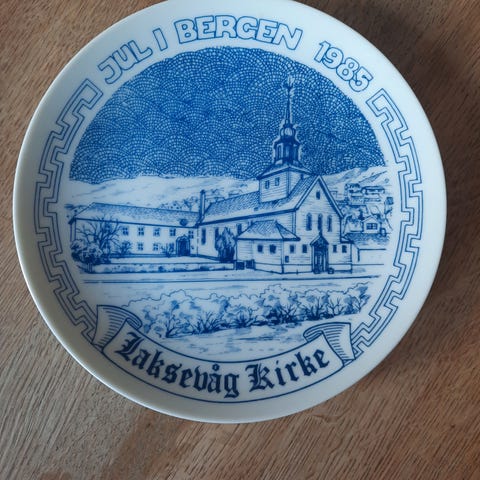 JUL I BERGEN 1985
Laksevåg Kirke